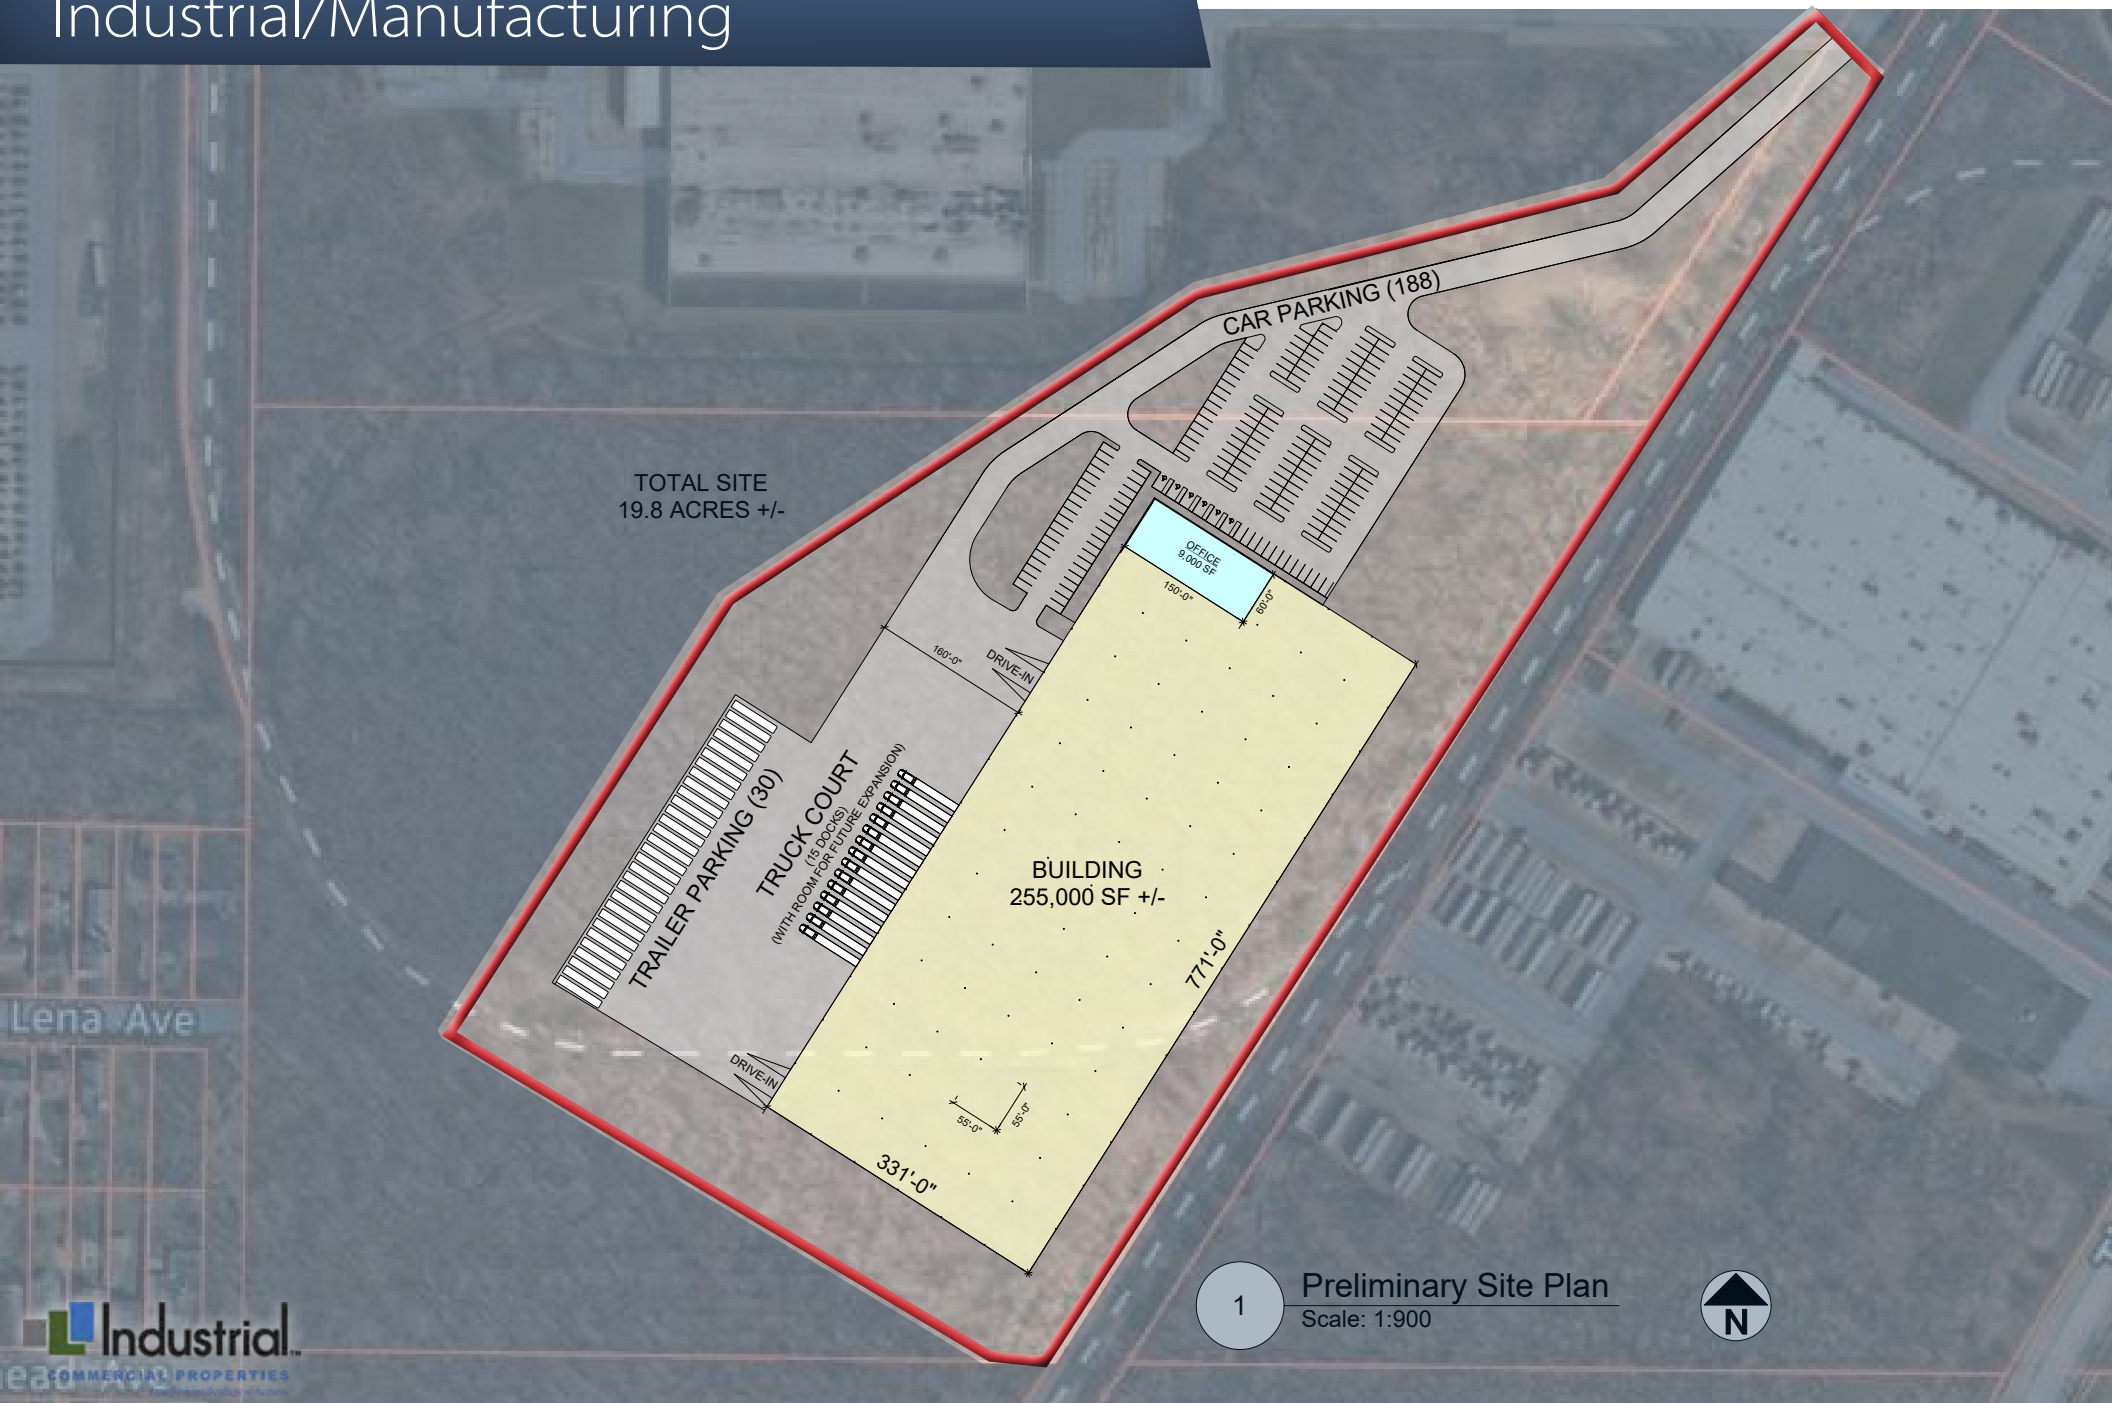 Industrial/Manufacturing
CAR PARKING (188)
TOTAL SITE
19.8 ACRES +/-
OFFICE
9,000 SF
150'-0"
60'-0"
160'-0"
DRIVE-IN
TRUCK COURT
(15 DOCKS)
(WITH ROOM FOR FUTURE EXPANSION)
TRAILER PARKING (30)
BUILDING
255,000 SF +/-
771'-0"
Lena Ave
DRIVE-IN
55'-0"
55'-0"
331'-0"
1
Preliminary Site Plan
Scale: 1:900
N
Industrial
COMMERCIAL PROPERTIES